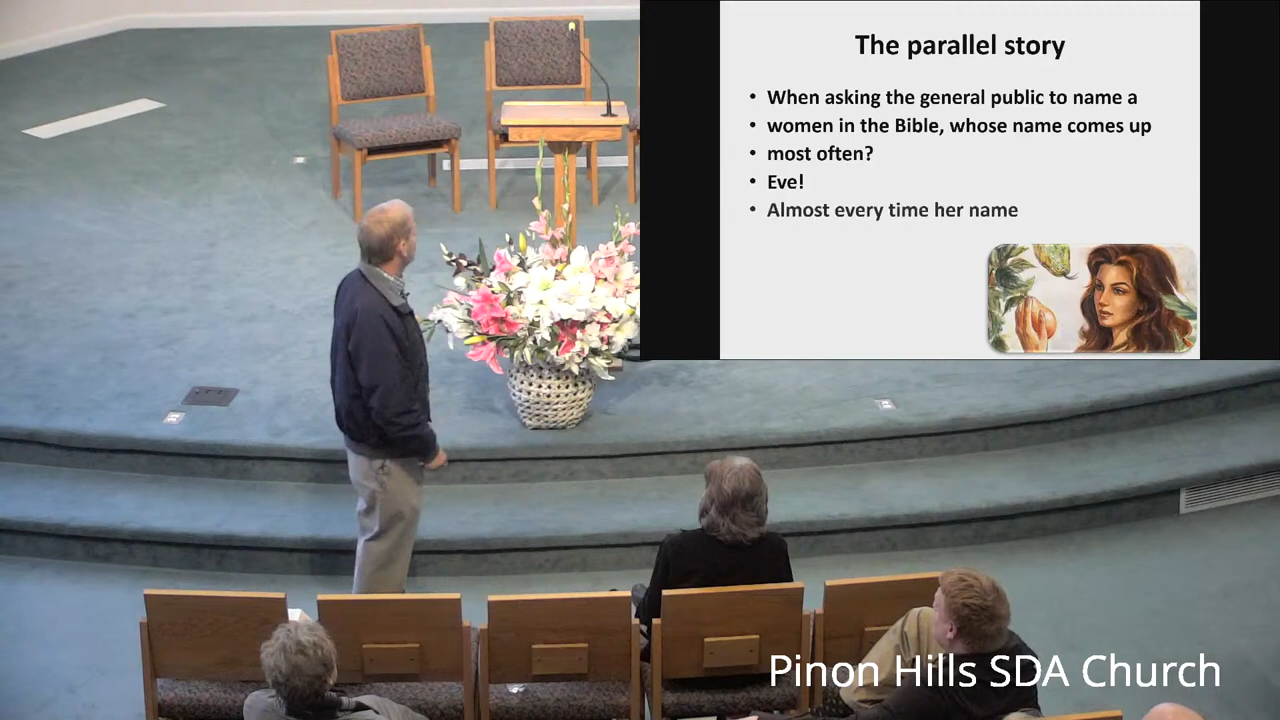 The parallel story
• When asking the general public to name a
• women in the Bible, whose name comes up
• most often?
• Eve!
• Almost every time her name
Pinon Hills SDA Church